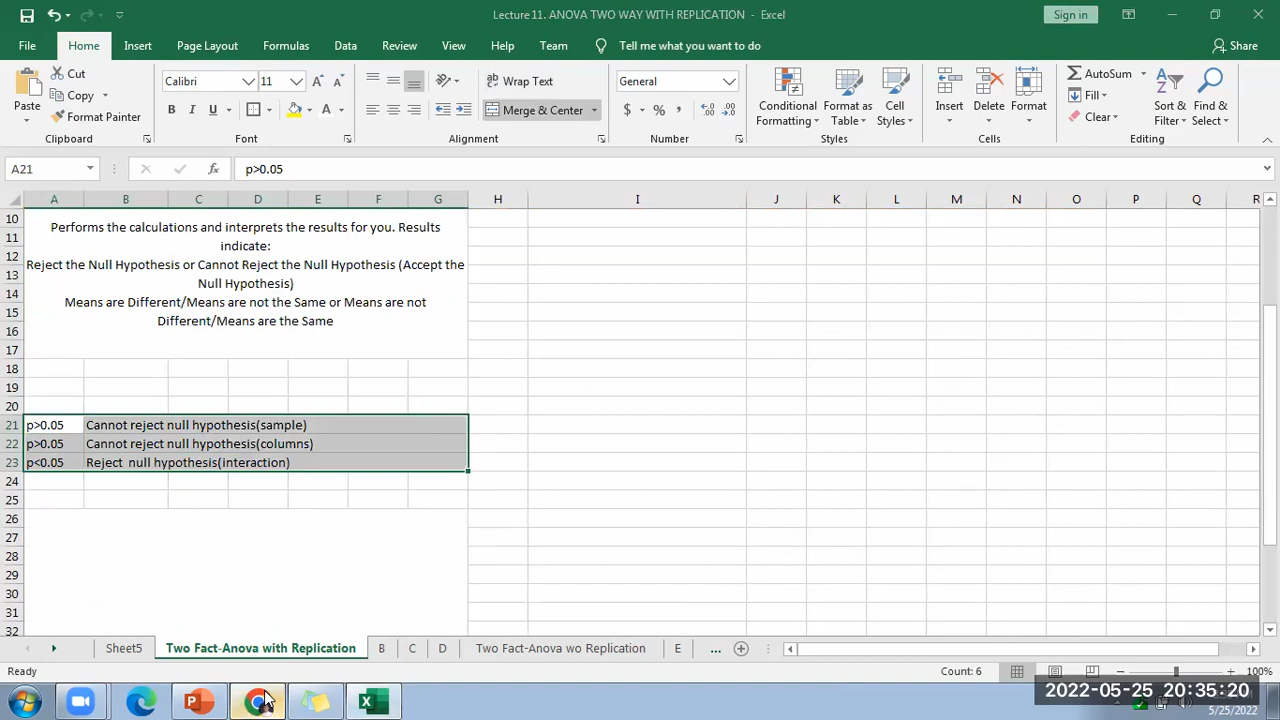 Lecture 11. ANOVA TWO WAY WITH REPLICATION - Excel
Sign in
File Home Insert Page Layout Formulas Data Review View Help Team Tell me what you want to do Share
Paste
Cut
Copy
Format Painter
Clipboard
Calibri 11
B I U
Font
Wrap Text
Merge & Center
Alignment
General
$ % ,
Number
Conditional Formatting
Format as Table
Cell Styles
Styles
Insert
Delete
Format
Cells
AutoSum
Fill
Clear
Sort & Filter
Find & Select
Editing
A21 fx p>0.05
A B C D E F G H I J K L M N O P Q R
10
11
12
13
14
15
16
17
18
19
20
21
22
23
24
25
26
27
28
29
30
31
32
Performs the calculations and interprets the results for you. Results
indicate:
Reject the Null Hypothesis or Cannot Reject the Null Hypothesis (Accept the
Null Hypothesis)
Means are Different/Means are not the Same or Means are not
Different/Means are the Same
p>0.05 Cannot reject null hypothesis(sample)
p>0.05 Cannot reject null hypothesis(columns)
p<0.05 Reject  null hypothesis(interaction)
Sheet5 Two Fact-Anova with Replication B C D Two Fact-Anova wo Replication E ...
Ready Count: 6 100%
2022-05-25 20:35:20
5/25/2022